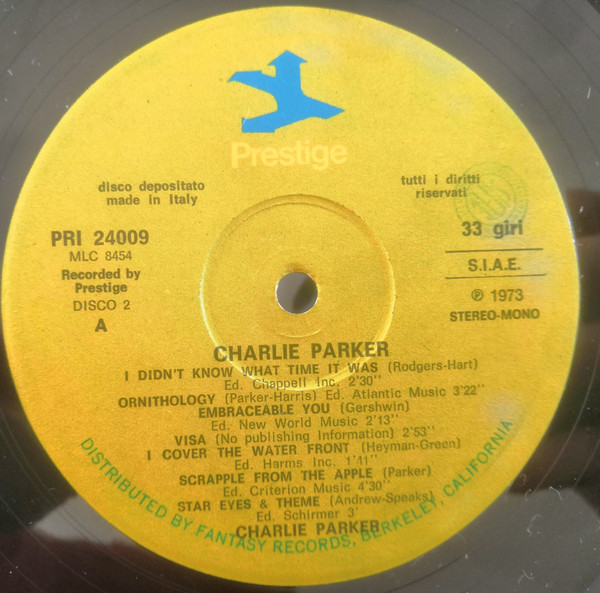 Prestige
disco depositato
made in Italy
tutti i diritti
riservati
PRI 24009
MLC 8454
Recorded by
Prestige
DISCO 2
A
33 giri
S.I.A.E.
℗ 1973
STEREO-MONO
CHARLIE PARKER
I DIDN'T KNOW WHAT TIME IT WAS (Rodgers-Hart)
Ed. Chappell Inc. 2'30"
ORNITHOLOGY (Parker-Harris) Ed. Atlantic Music 3'22"
EMBRACEABLE YOU (Gershwin)
Ed. New World Music 2'13"
VISA (No publishing Information) 2'53"
I COVER THE WATER FRONT (Heyman-Green)
Ed. Harms Inc. 1'41"
SCRAPPLE FROM THE APPLE (Parker)
Ed. Criterion Music 4'30"
STAR EYES & THEME (Andrew-Speaks)
Ed. Schirmer 3'
CHARLIE PARKER
DISTRIBUTED BY FANTASY RECORDS, BERKELEY, CALIFORNIA